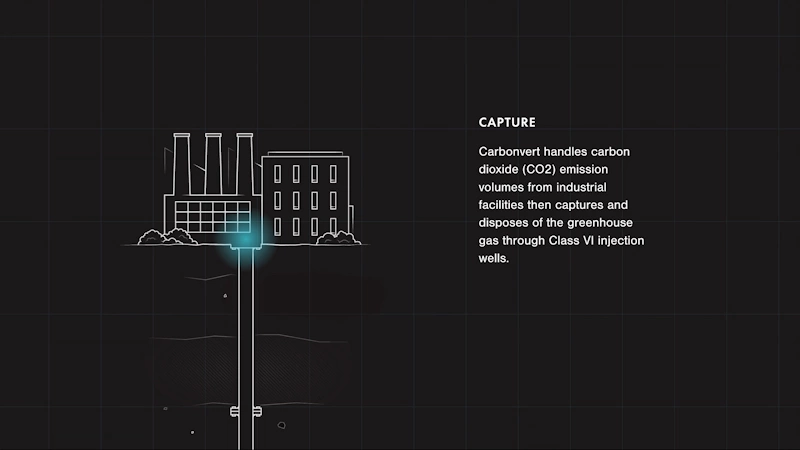 CAPTURE
Carbonvert handles carbon
dioxide (CO2) emission
volumes from industrial
facilities then captures and
disposes of the greenhouse
gas through Class VI injection
wells.